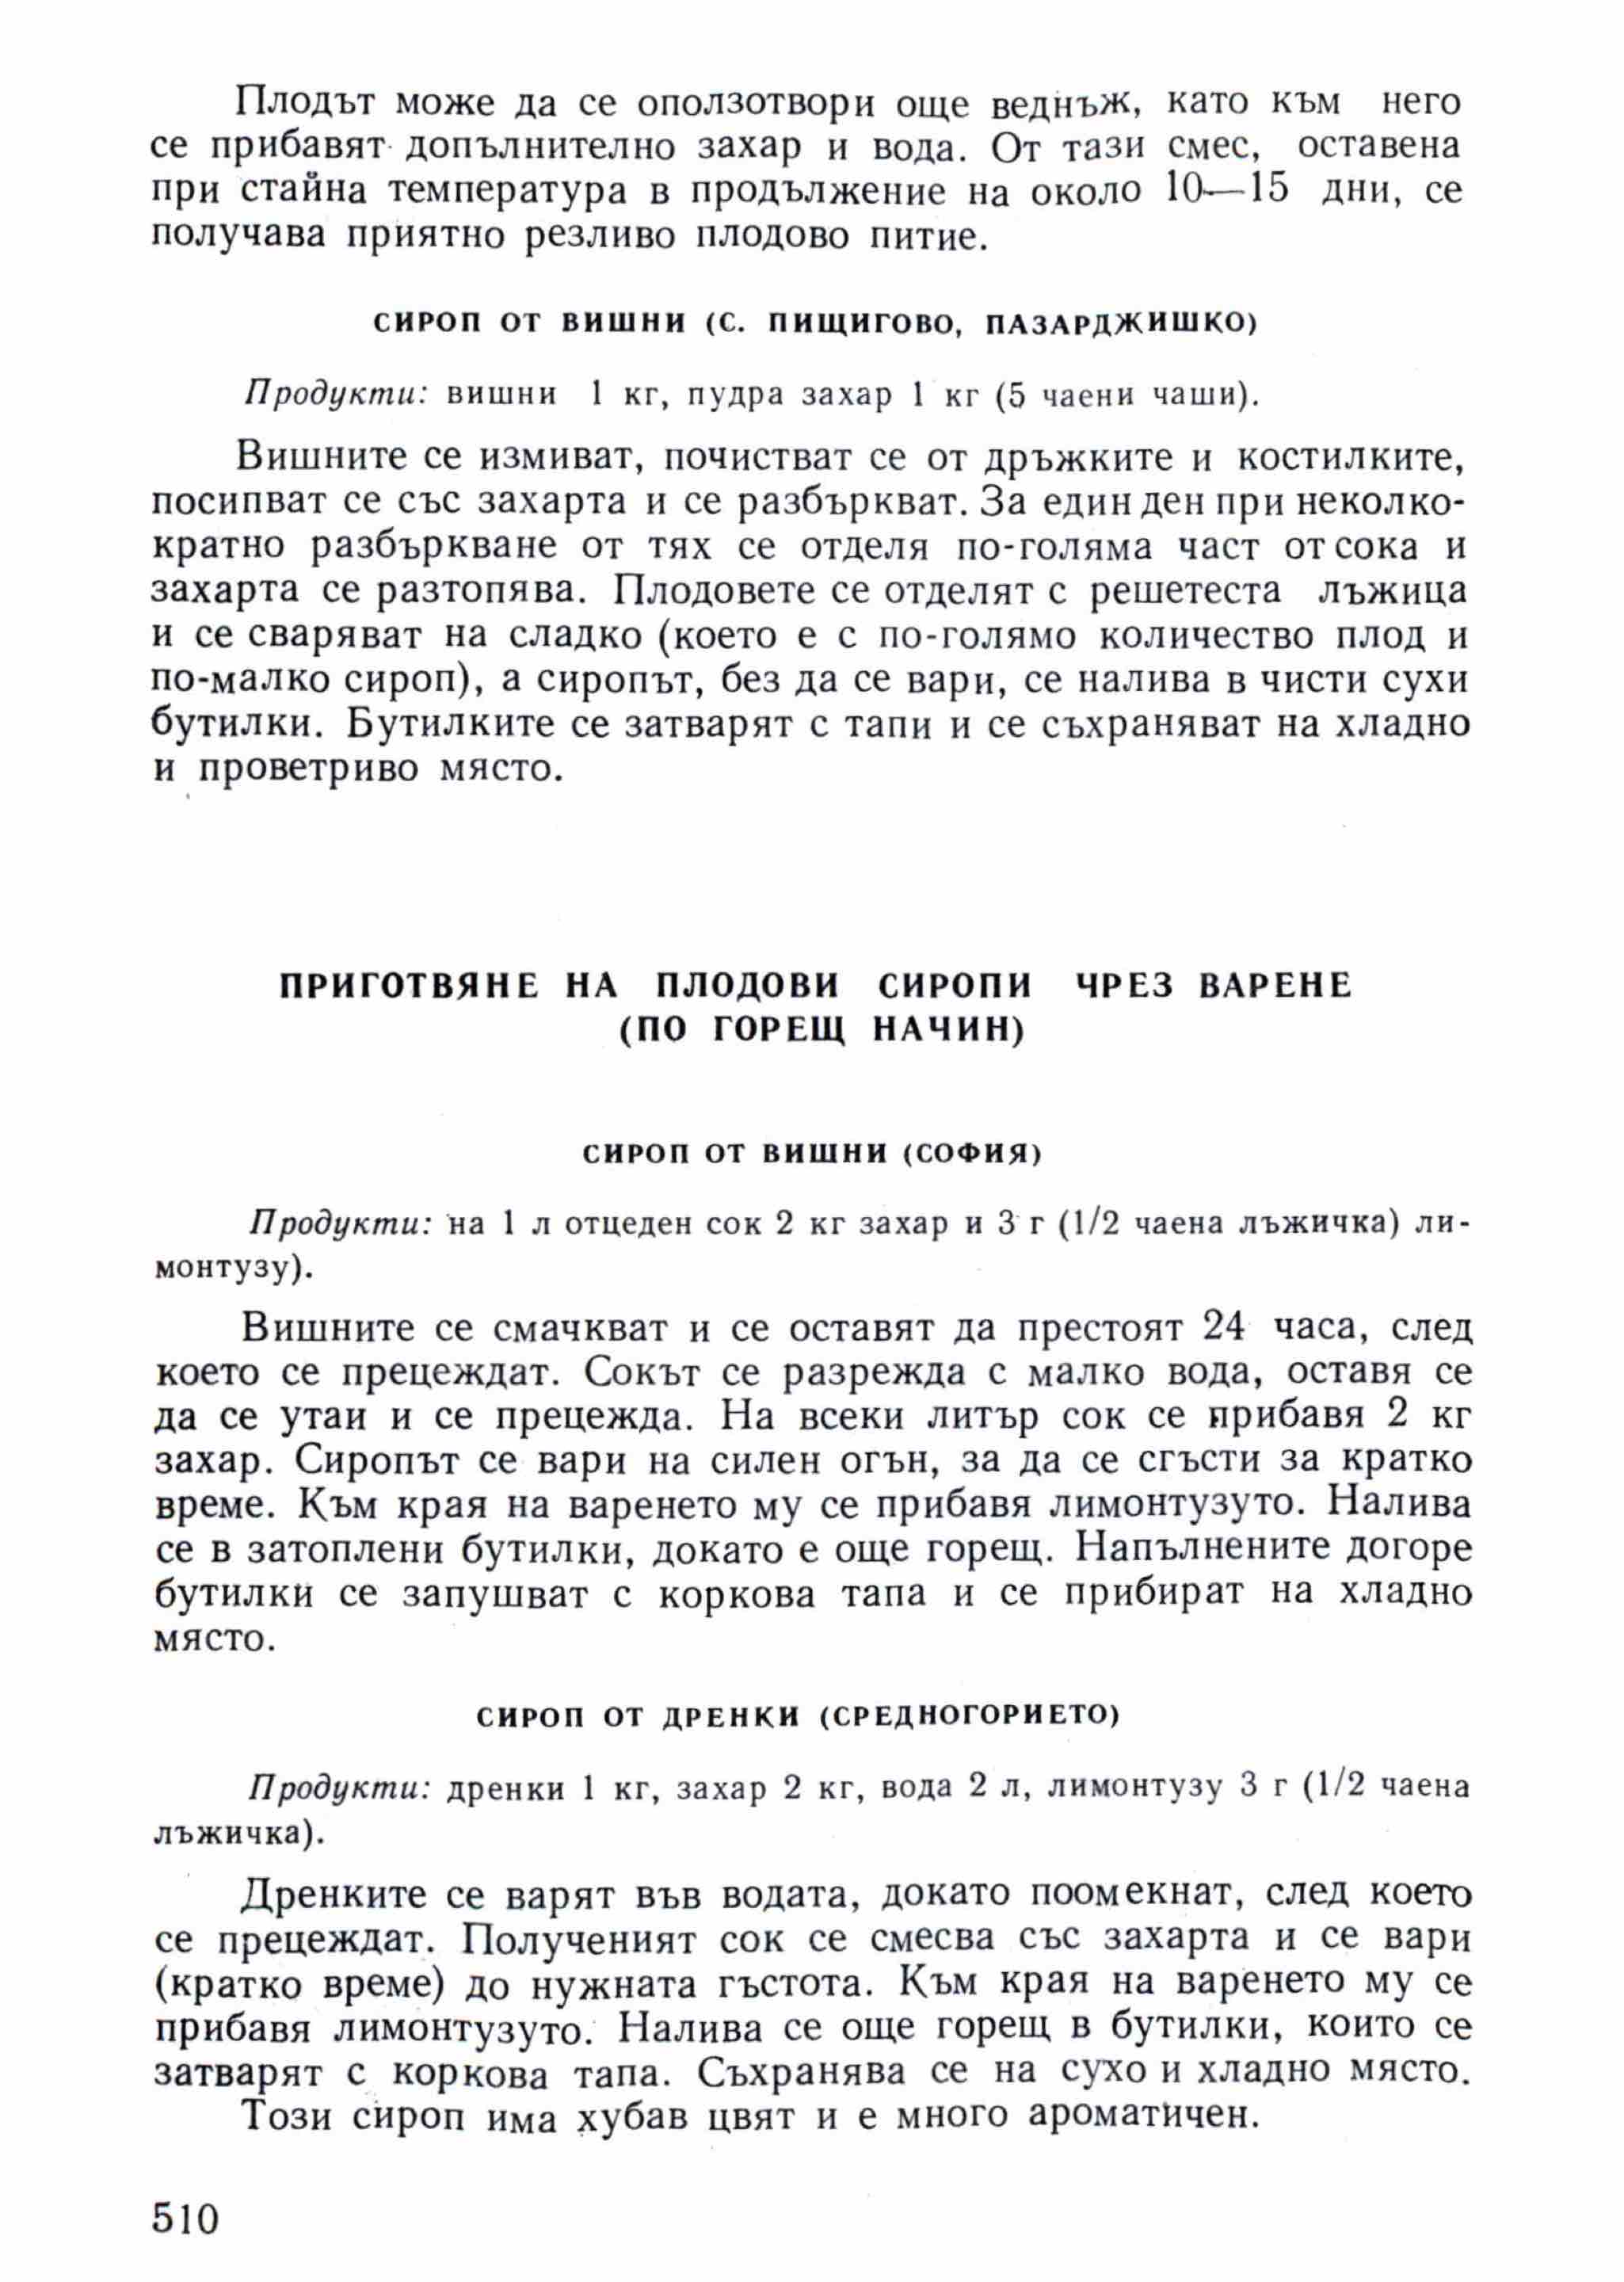 Плодът може да се оползотвори още веднъж, като към него
се прибавят допълнително захар и вода. От тази смес, оставена
при стайна температура в продължение на около 10—15 дни, се
получава приятно резливо плодово питие.
СИРОП ОТ ВИШНИ (С. ПИЩИГОВО, ПАЗАРДЖИШКО)
Продукти: вишни 1 кг, пудра захар 1 кг (5 чаени чаши).
Вишните се измиват, почистват се от дръжките и костилките,
посипват се със захарта и се разбъркват. За един ден при неколко-
кратно разбъркване от тях се отделя по-голяма част от сока и
захарта се разтопява. Плодовете се отделят с решетеста лъжица
и се сваряват на сладко (което е с по-голямо количество плод и
по-малко сироп), а сиропът, без да се вари, се налива в чисти сухи
бутилки. Бутилките се затварят с тапи и се съхраняват на хладно
и проветриво място.
ПРИГОТВЯНЕ НА ПЛОДОВИ СИРОПИ ЧРЕЗ ВАРЕНЕ
(ПО ГОРЕЩ НАЧИН)
СИРОП ОТ ВИШНИ (СОФИЯ)
Продукти: на 1 л отцеден сок 2 кг захар и 3 г (1/2 чаена лъжичка) ли-
монтузу).
Вишните се смачкват и се оставят да престоят 24 часа, след
което се прецеждат. Сокът се разрежда с малко вода, оставя се
да се утаи и се прецежда. На всеки литър сок се прибавя 2 кг
захар. Сиропът се вари на силен огън, за да се сгъсти за кратко
време. Към края на варенето му се прибавя лимонтузуто. Налива
се в затоплени бутилки, докато е още горещ. Напълнените догоре
бутилки се запушват с коркова тапа и се прибират на хладно
място.
СИРОП ОТ ДРЕНКИ (СРЕДНОГОРИЕТО)
Продукти: дренки 1 кг, захар 2 кг, вода 2 л, лимонтузу 3 г (1/2 чаена
лъжичка).
Дренките се варят във водата, докато поомекнат, след което
се прецеждат. Полученият сок се смесва със захарта и се вари
(кратко време) до нужната гъстота. Към края на варенето му се
прибавя лимонтузуто. Налива се още горещ в бутилки, които се
затварят с коркова тапа. Съхранява се на сухо и хладно място.
Този сироп има хубав цвят и е много ароматичен.
510